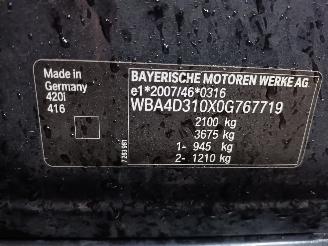 Made in
Germany
420I
416
BAYERISCHE MOTOREN WERKE AG
e1*2007/46*0316
WBA4D310X0G767719
2100 kg
3675 kg
1- 945 kg
2- 1210 kg